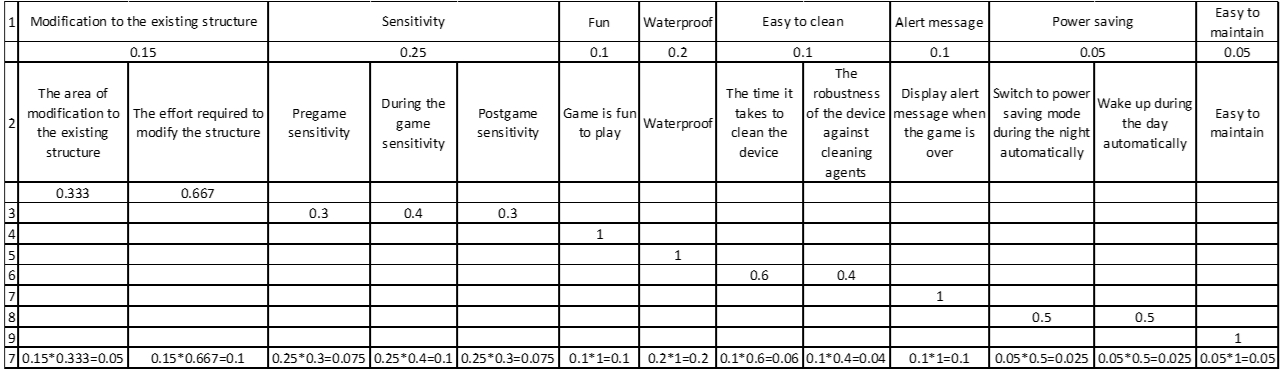 1 Modification to the existing structure Sensitivity Fun Waterproof Easy to clean Alert message Power saving Easy to maintain
0.15 0.25 0.1 0.2 0.1 0.1 0.05 0.05
2 The area of modification to the existing structure The effort required to modify the structure Pregame sensitivity During the game sensitivity Postgame sensitivity Game is fun to play Waterproof The time it takes to clean the device The robustness of the device against cleaning agents Display alert message when the game is over Switch to power saving mode during the night automatically Wake up during the day automatically Easy to maintain
0.333 0.667
3 0.3 0.4 0.3
4 1
5 1
6 0.6 0.4
7 1
8 0.5 0.5
9 1
7 0.15*0.333=0.05 0.15*0.667=0.1 0.25*0.3=0.075 0.25*0.4=0.1 0.25*0.3=0.075 0.1*1=0.1 0.2*1=0.2 0.1*0.6=0.06 0.1*0.4=0.04 0.1*1=0.1 0.05*0.5=0.025 0.05*0.5=0.025 0.05*1=0.05